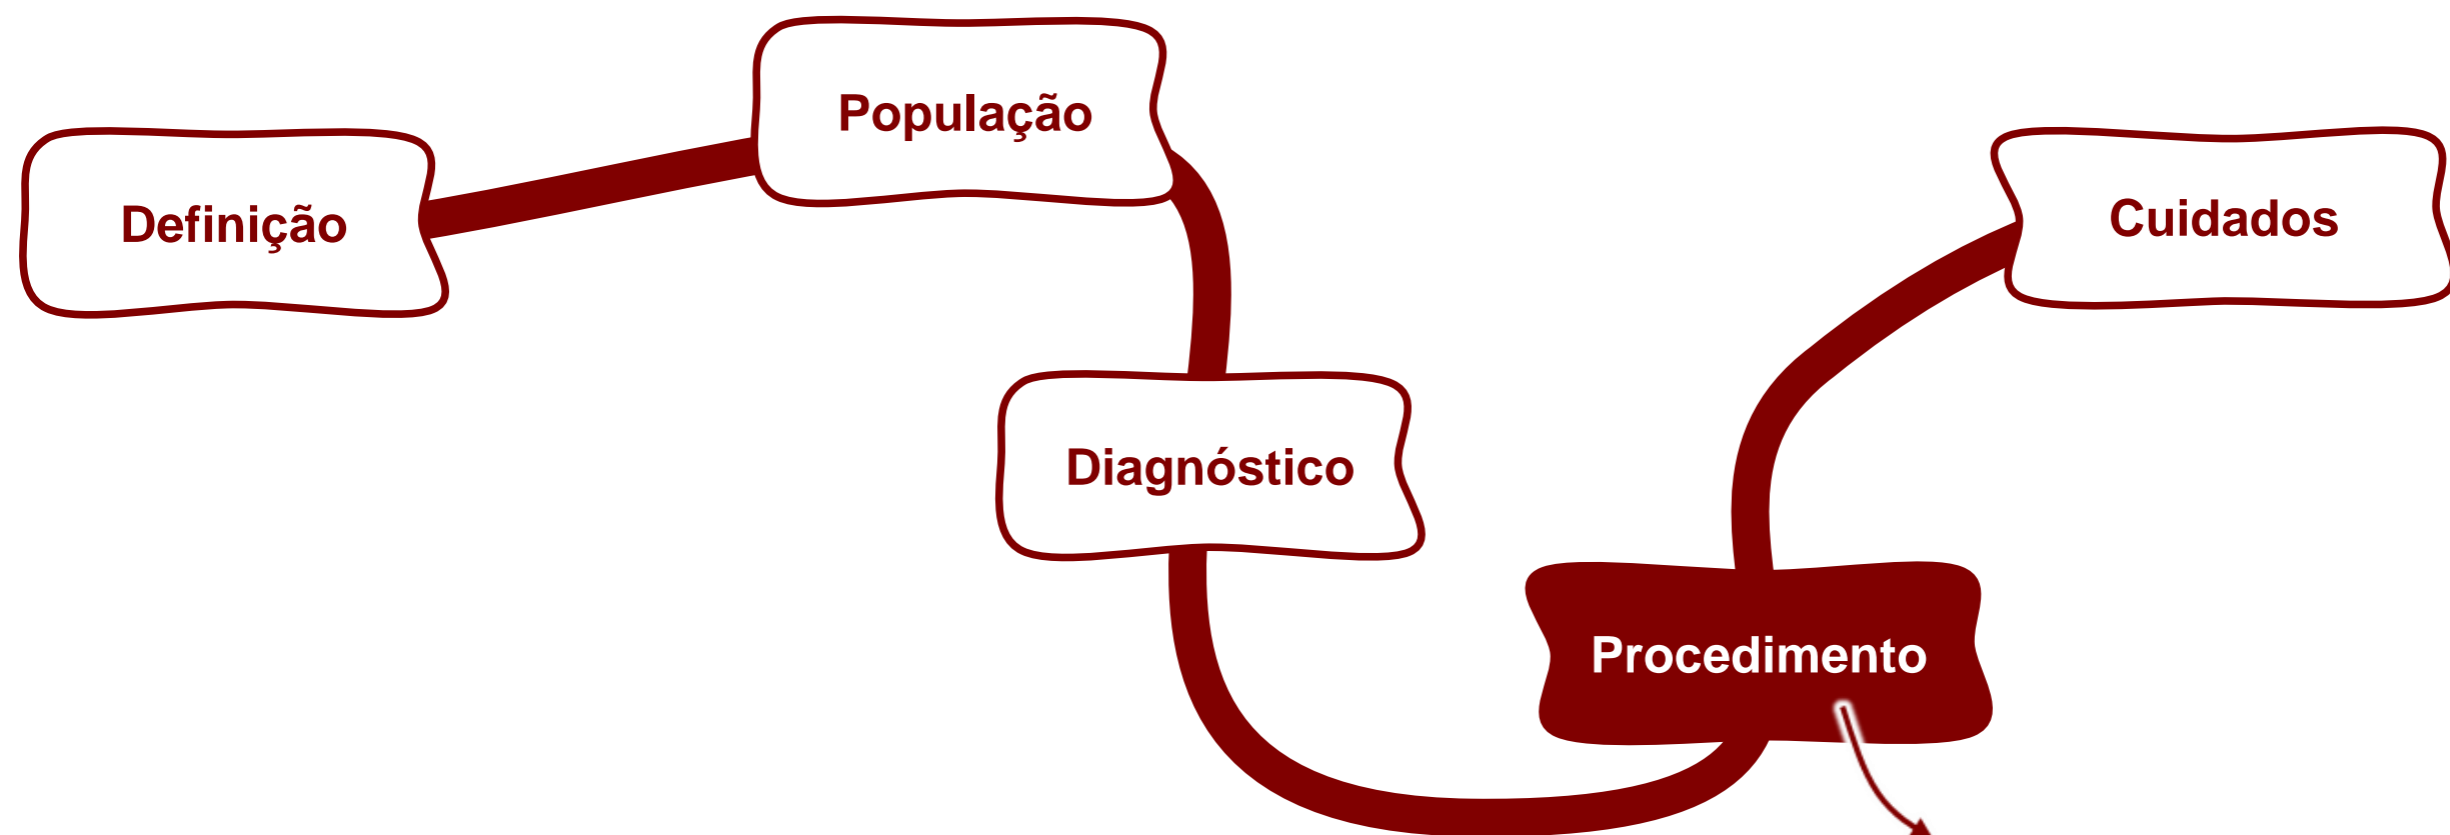 População
Definição
Cuidados
Diagnóstico
Procedimento